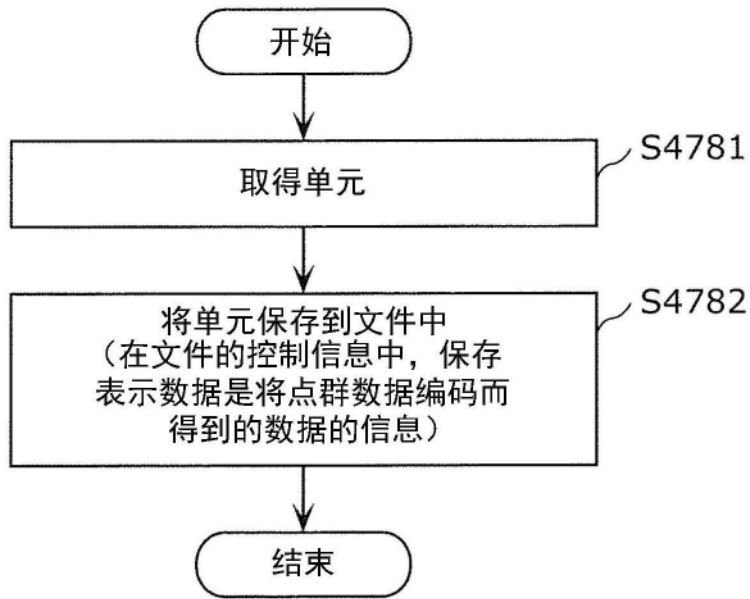 开始
S4781
取得单元
S4782
将单元保存到文件中
（在文件的控制信息中，保存
表示数据是将点群数据编码而
得到的数据的信息）
结束